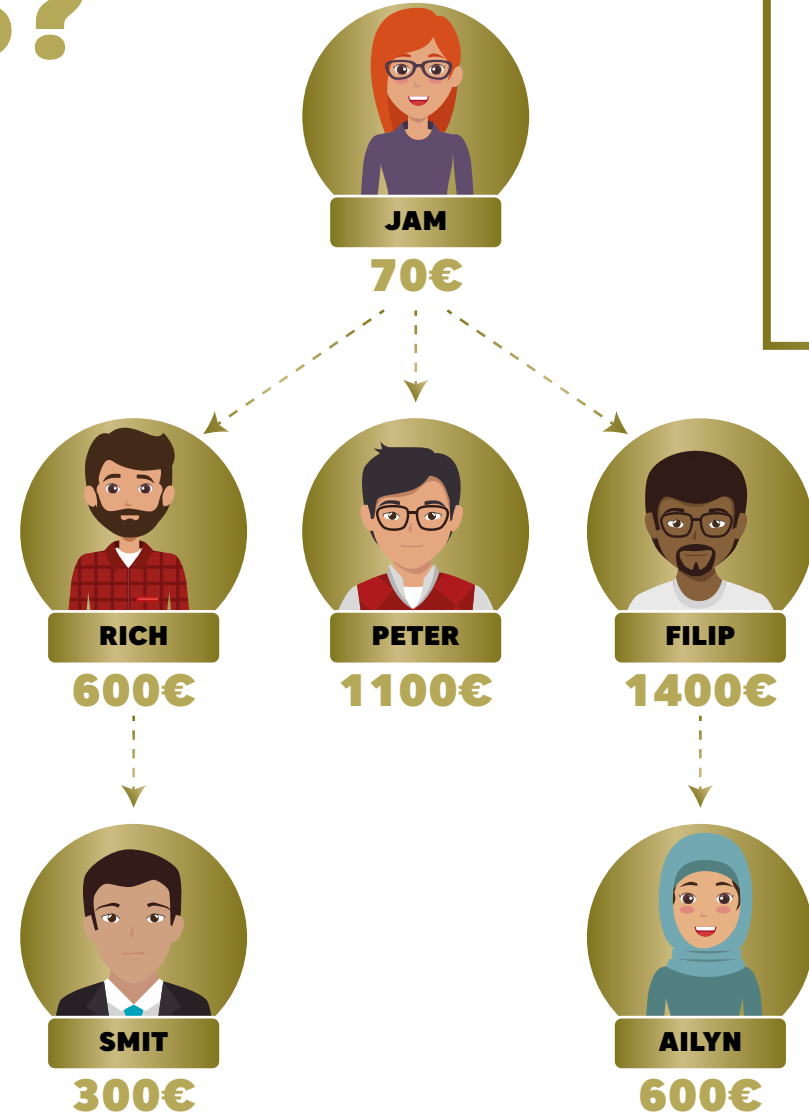 ?
JAM
70€
RICH
PETER
FILIP
600€
1100€
1400€
SMIT
AILYN
300€
600€